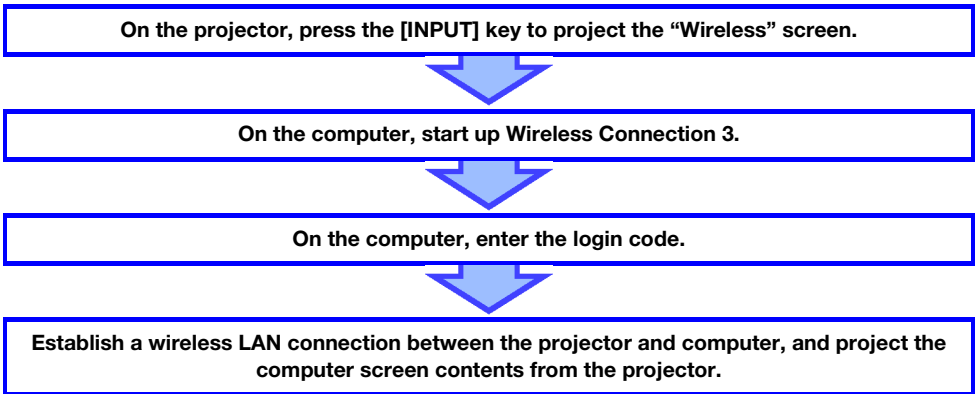 On the projector, press the [INPUT] key to project the “Wireless” screen.
On the computer, start up Wireless Connection 3.
On the computer, enter the login code.
Establish a wireless LAN connection between the projector and computer, and project the
computer screen contents from the projector.